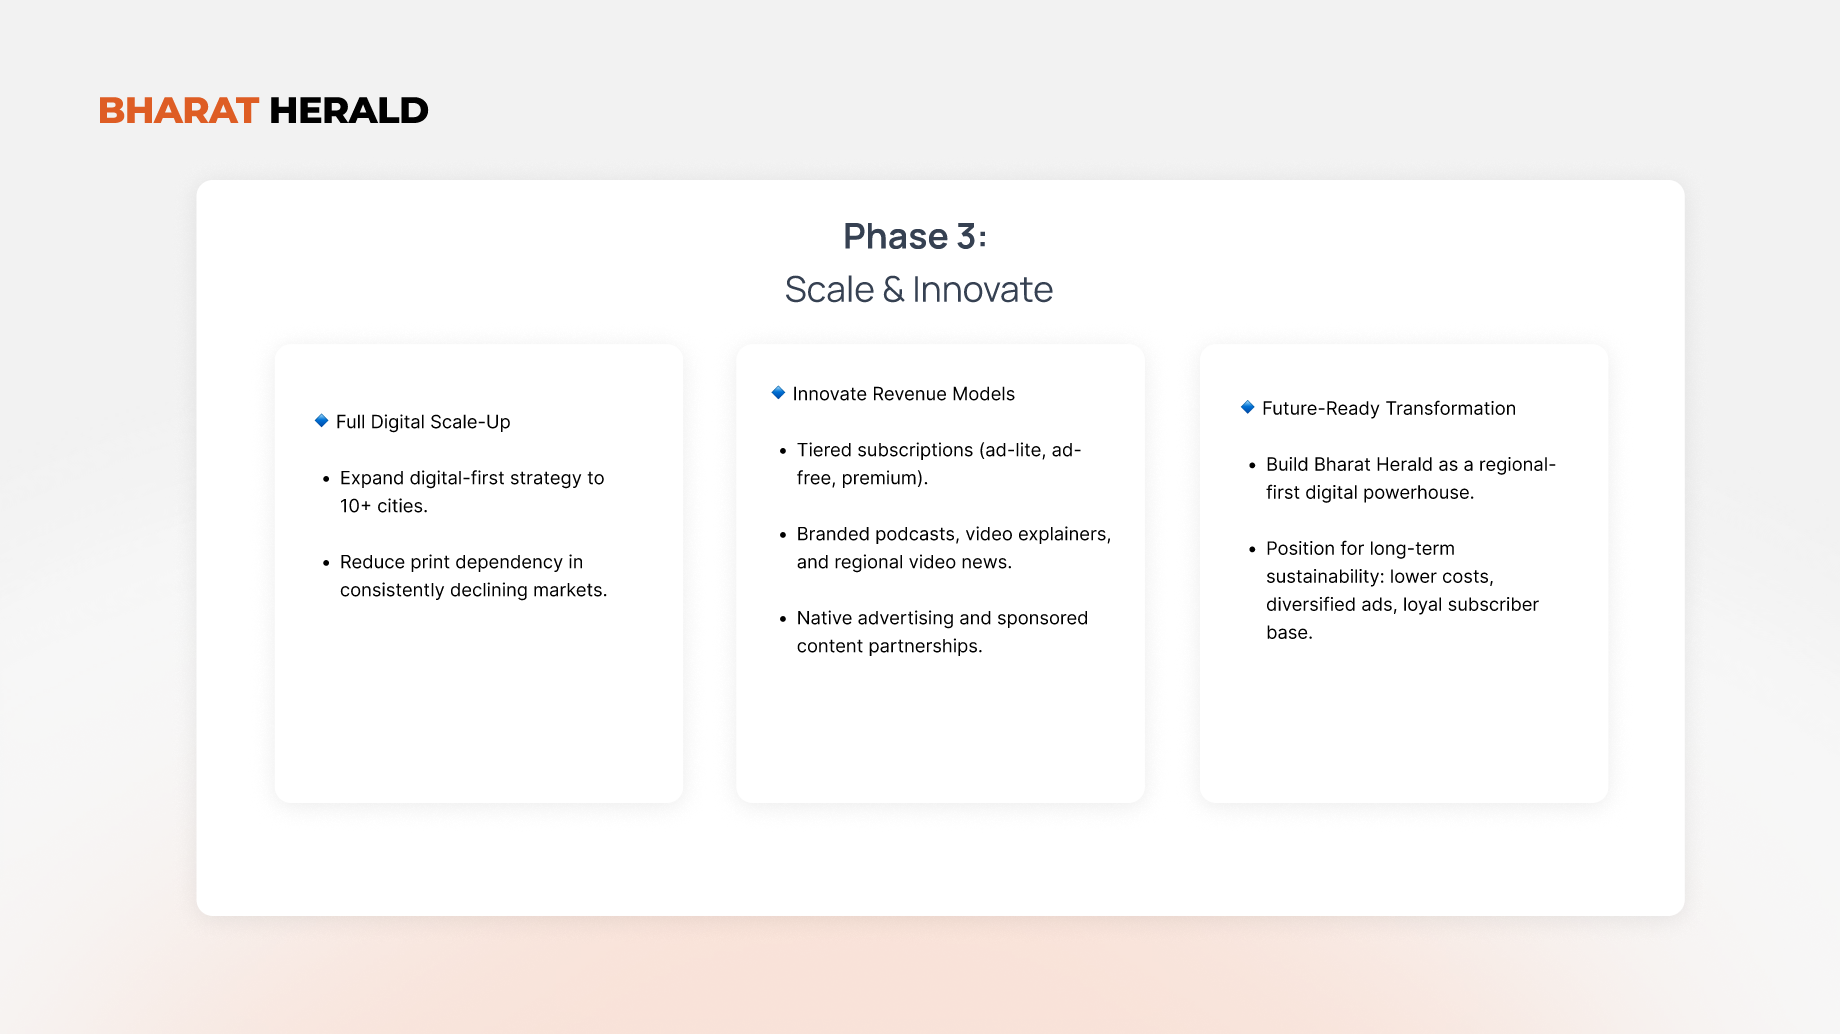 BHARAT HERALD
Phase 3:
Scale & Innovate
🔹 Full Digital Scale-Up
• Expand digital-first strategy to
10+ cities.
• Reduce print dependency in
consistently declining markets.
🔹 Innovate Revenue Models
• Tiered subscriptions (ad-lite, ad-
free, premium).
• Branded podcasts, video explainers,
and regional video news.
• Native advertising and sponsored
content partnerships.
🔹 Future-Ready Transformation
• Build Bharat Herald as a regional-
first digital powerhouse.
• Position for long-term
sustainability: lower costs,
diversified ads, loyal subscriber
base.